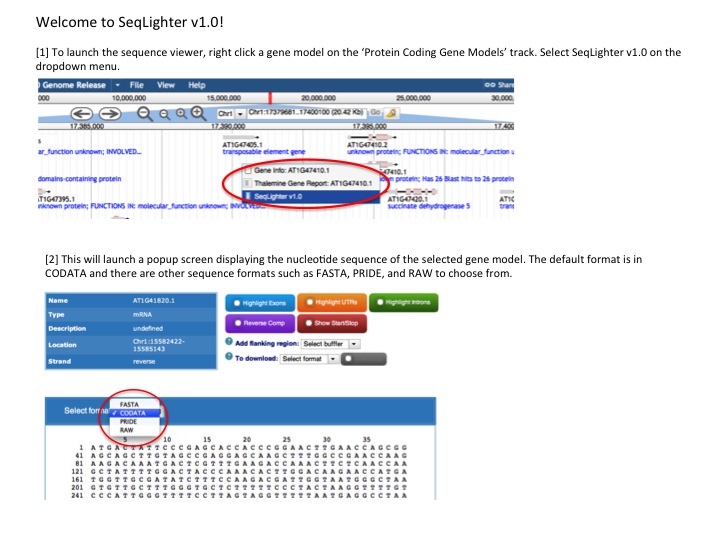 Welcome to SeqLighter v1.0!
[1] To launch the sequence viewer, right click a gene model on the ‘Protein Coding Gene Models’ track. Select SeqLighter v1.0 on the
dropdown menu.
Genome Release File View Help Share
000 10,000,000 15,000,000 20,000,000 25,000,000 30,000,
Chr1 Chr1:17379681..17400100 (20.42 Kb) Go
17,385,000 17,390,000 17,395,000 17,400
s AT1G47405.1 AT1G47410.2
ar_function unknown; INVOLVED... transposable element gene unknown protein; FUNCTIONS IN: molecular_function u
Gene Info: AT1G47410.1 47410.1
domains-containing protein Thalemine Gene Report: AT1G47410.1 n protein; Has 26 Blast hits to 26 protein
T1G47395.1 SeqLighter v1.0 AT1G47420.1 AT1G
nknown protein; FUNCTIONS IN: molecular_function unknown; INVOLVED... succinate dehydrogenase 5 trans
[2] This will launch a popup screen displaying the nucleotide sequence of the selected gene model. The default format is in
CODATA and there are other sequence formats such as FASTA, PRIDE, and RAW to choose from.
Name AT1G41820.1
Type mRNA
Description undefined
Location Chr1:15582422-
15585143
Strand reverse
Highlight Exons Highlight UTRs Highlight Introns
Reverse Comp Show Start/Stop
Add flanking region: Select buffer
To download: Select format
Select forma
FASTA
CODATA
PRIDE
RAW
5 10 15 20 25 30 35
1 A T G A C T A T T C C C G A G C A C C A C C C G G A A C T T G A A C C A G C G G
41 A G C A G C T T G T A G C C G A G G A G C A A G C T T T G G C C G A A C C A A G
81 A A G A C A A A T G A C T C G T T T G A A G A C C A A A C T T C T C A A C C A A
121 G C T A T T T T G G A C T A C C C A A A C A C T T G G A C A A G A A C C A T G A
161 T G G T T G C G A T A T C T T T C C A A G A C G A T T G G T A A T G G G C T A A
201 G T G T T G C T T T G G G T G C T C T T T T T C C C T A C T A A G G T T T T G T
241 C C C A T T G G G T T T T C C T T A G T A G G T T T T T A A T G A G G C C T A A